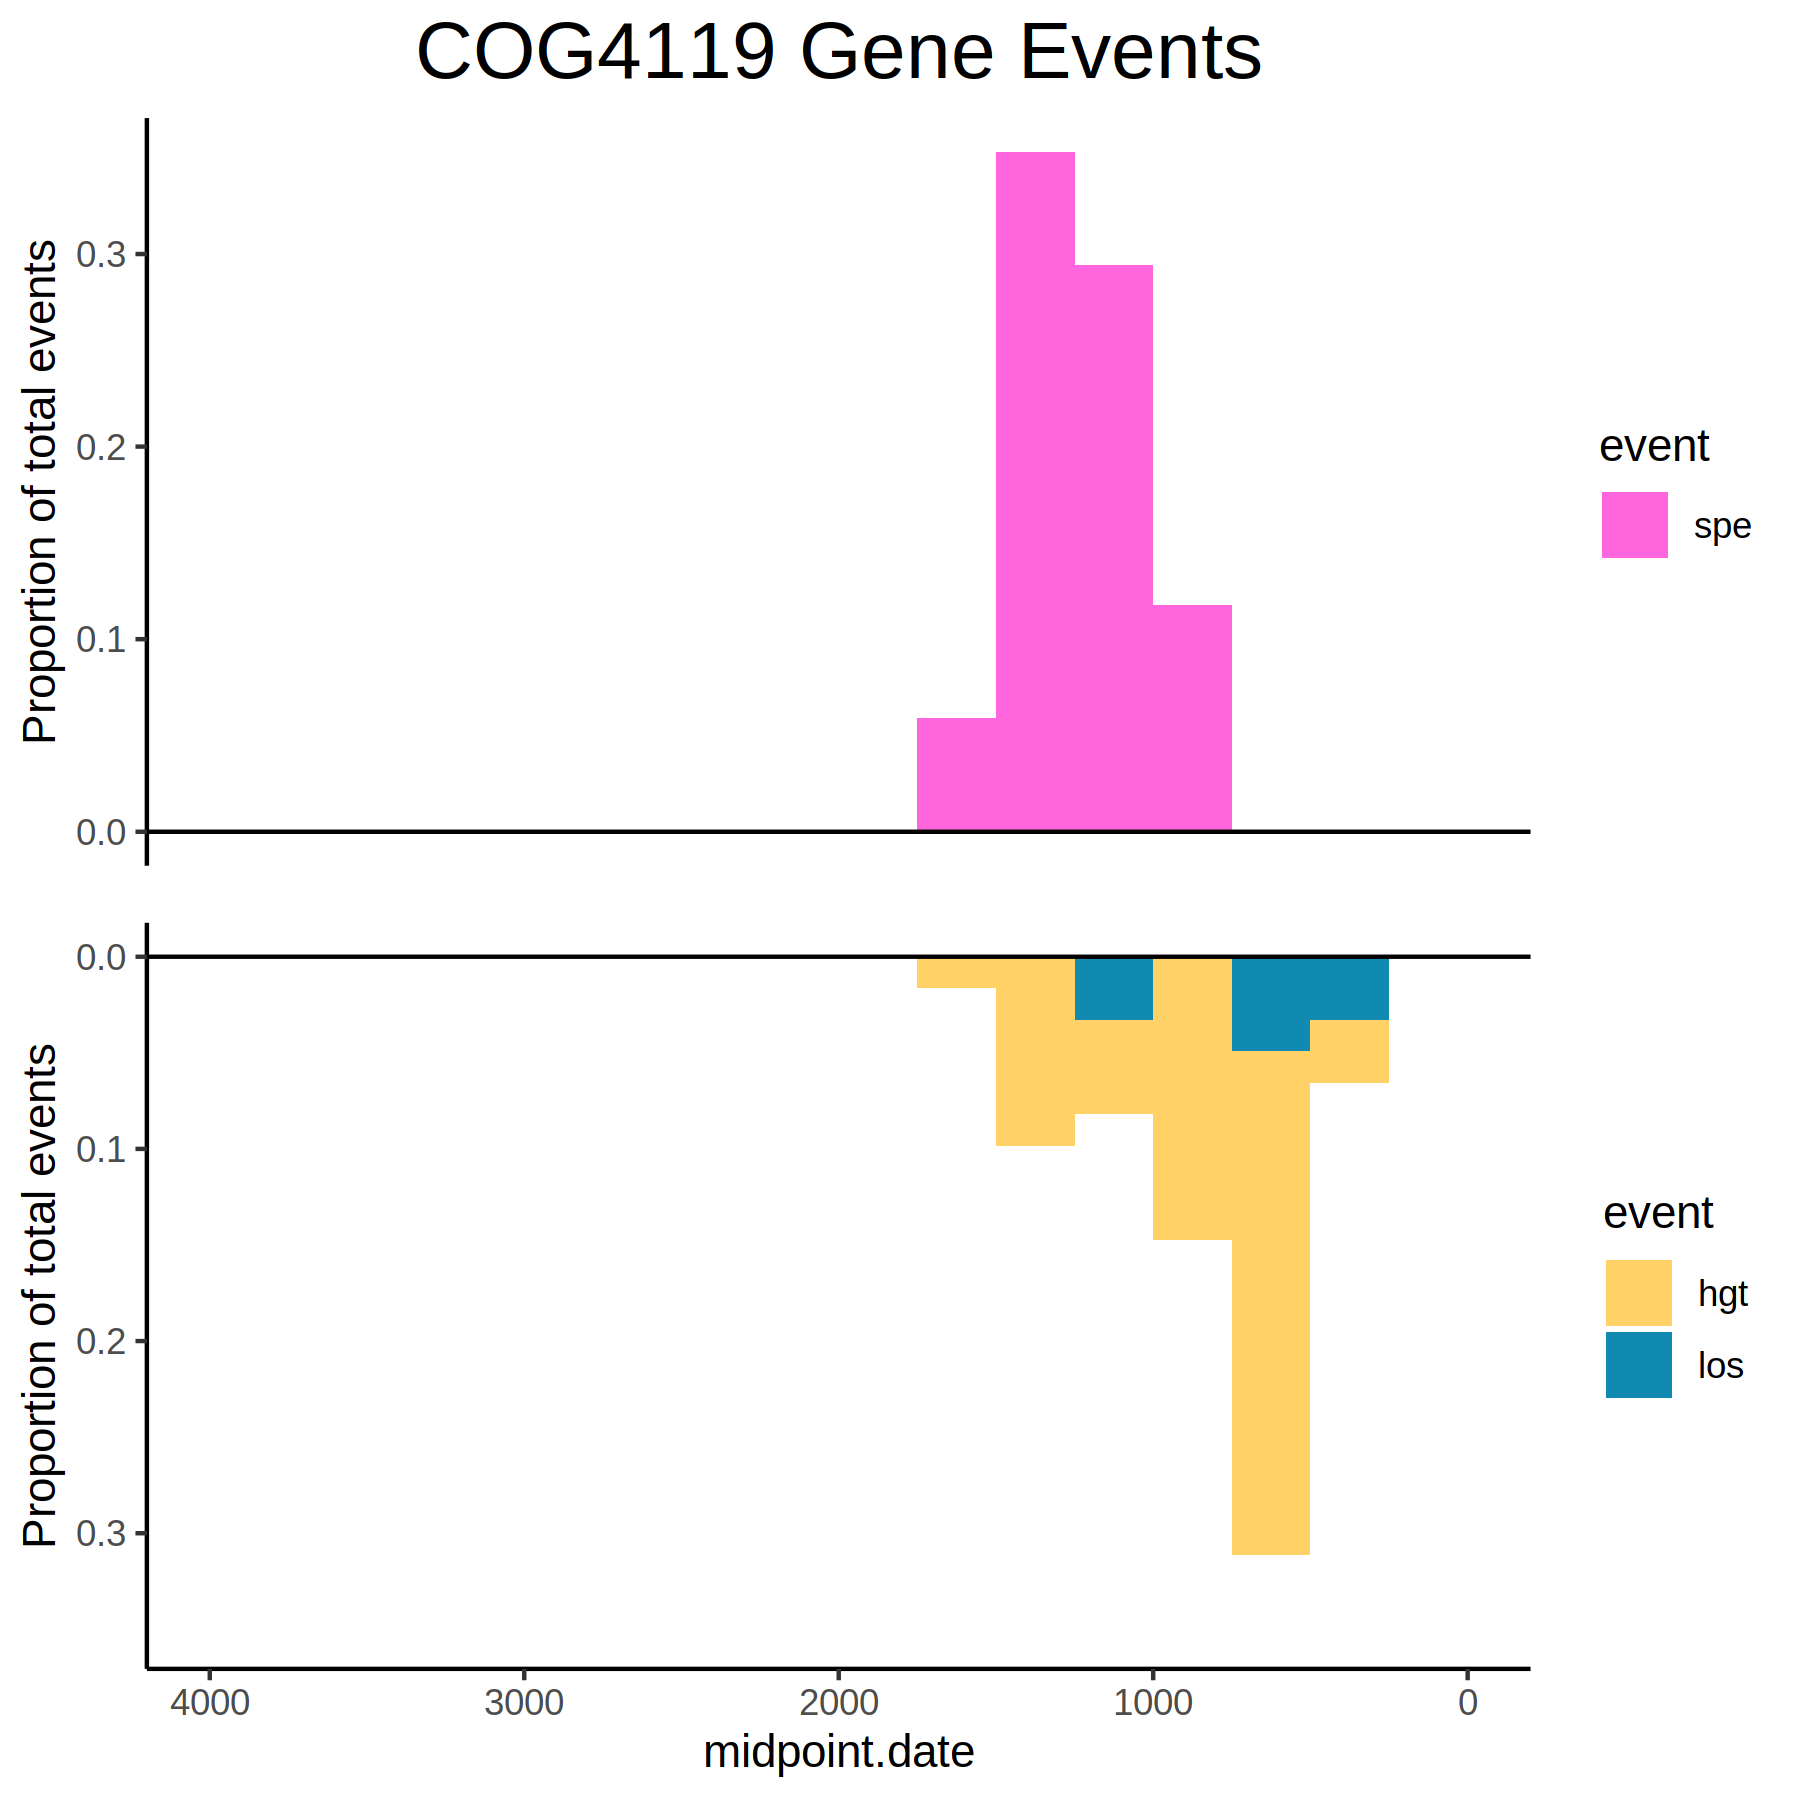 COG4119 Gene Events
Proportion of total events
0.3
0.2
0.1
0.0
event
spe
Proportion of total events
0.0
0.1
0.2
0.3
event
hgt
los
4000 3000 2000 1000 0
midpoint.date